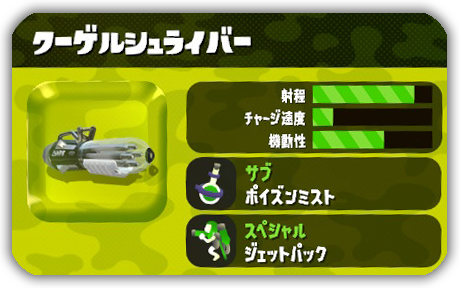 クーゲルシュライバー
射程
チャージ速度
機動性
サブ
ポイズンミスト
スペシャル
ジェットパック